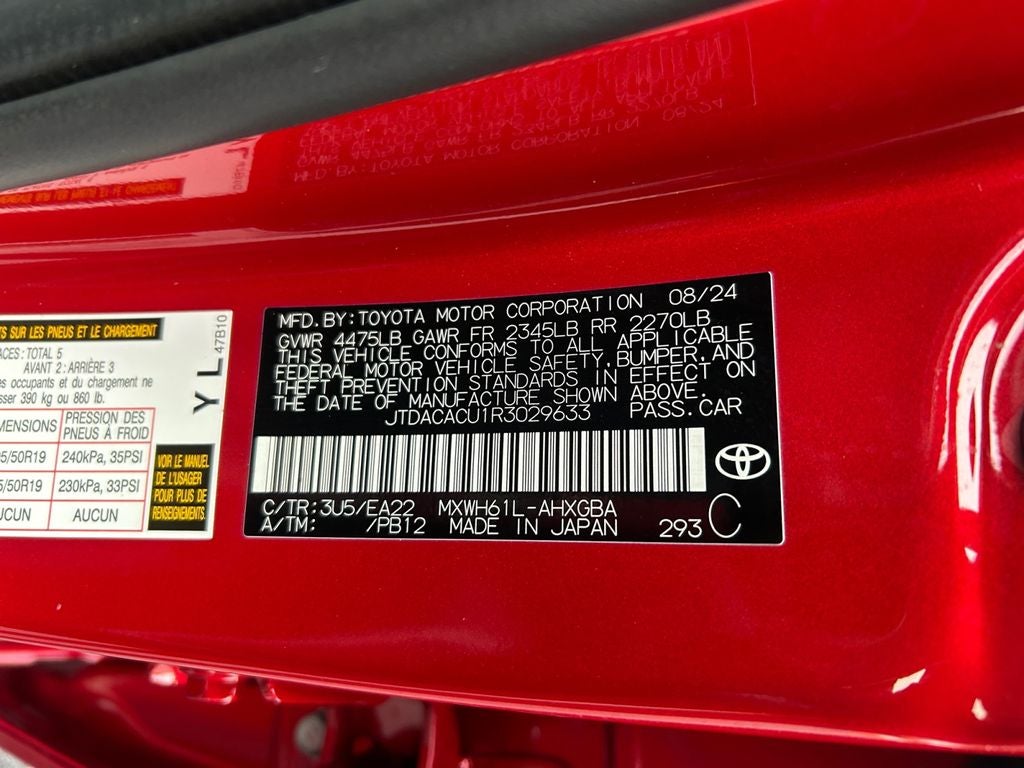 MFD. BY: TOYOTA MOTOR CORPORATION 08/24
GVWR 4475LB GAWR FR 2345LB RR 2270LB
THIS VEHICLE CONFORMS TO ALL APPLICABLE
FEDERAL MOTOR VEHICLE SAFETY, BUMPER, AND
THEFT PREVENTION STANDARDS IN EFFECT ON
THE DATE OF MANUFACTURE SHOWN ABOVE.
JTDACACU1R3029633 PASS. CAR
C/TR: 3U5/EA22 MXWH61L-AHXGBA
A/TM: /PB12 MADE IN JAPAN 293 C
TS SUR LES PNEUS ET LE CHARGEMENT
ACES: TOTAL 5
AVANT 2: ARRIÈRE 3
es occupants et du chargement ne
sser 390 kg ou 860 lb.
MENSIONS PRESSION DES
PNEUS À FROID
5/50R19 240kPa, 35PSI
5/50R19 230kPa, 33PSI
AUCUN AUCUN
YL
47B10
VOIR LE MANUEL
DE L'USAGER
POUR PLUS DE
RENSEIGNEMENTS